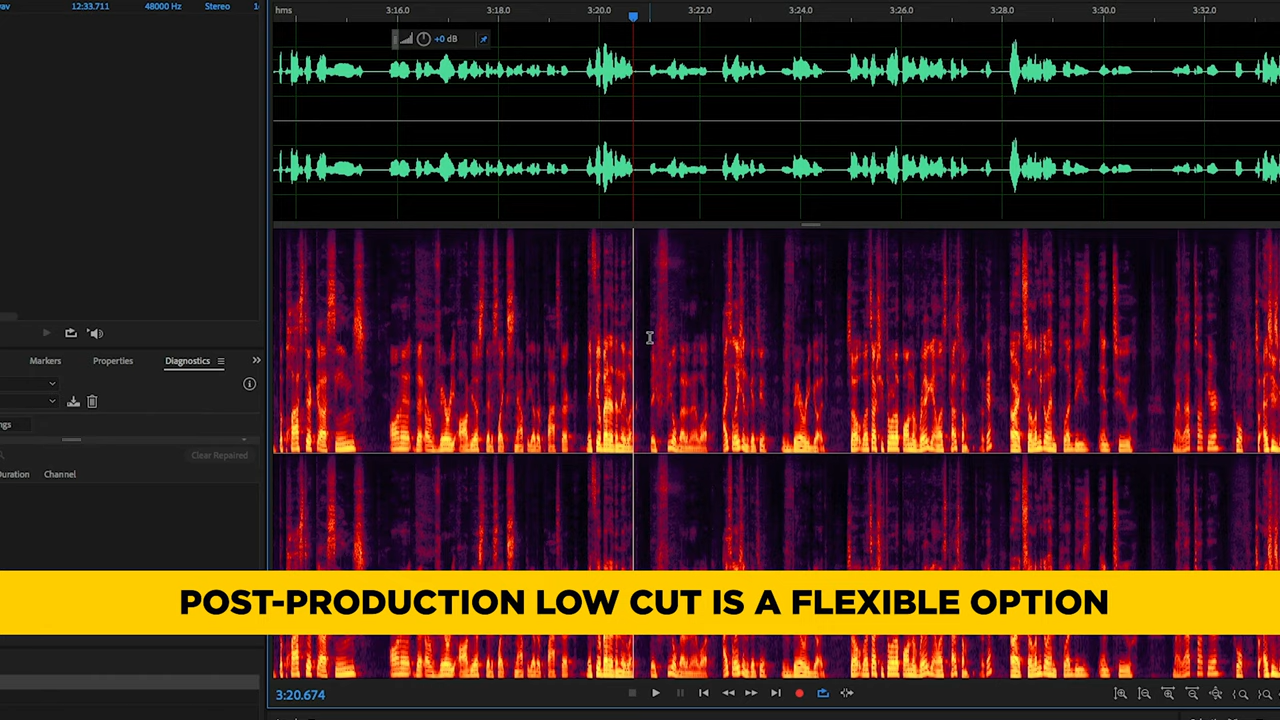 12:33.711
48000 Hz
Stereo
hms
3:16.0
3:18.0
3:20.0
3:22.0
3:24.0
3:26.0
3:28.0
3:30.0
3:32.0
+0 dB
Markers
Properties
Diagnostics
Clear Repaired
Channel
POST-PRODUCTION LOW CUT IS A FLEXIBLE OPTION
3:20.674